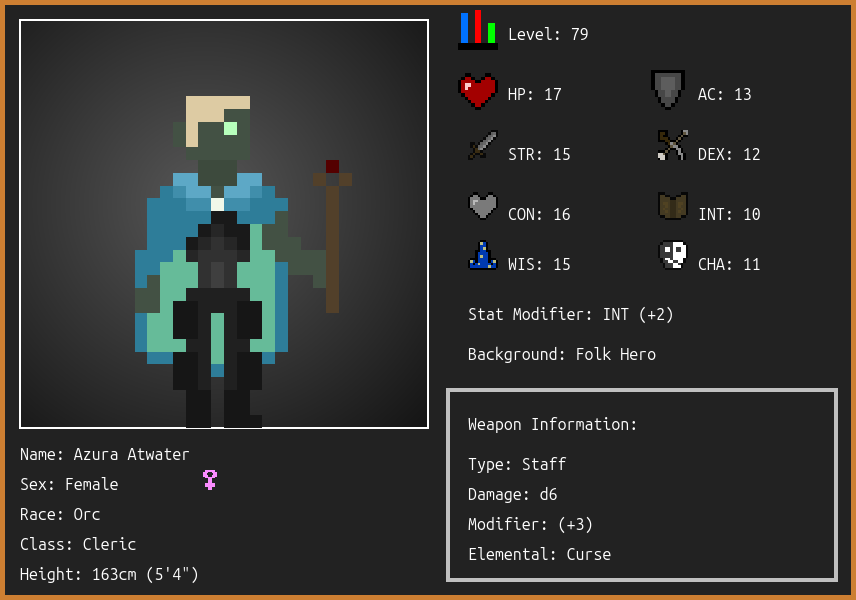 Level: 79
HP: 17
AC: 13
STR: 15
DEX: 12
CON: 16
INT: 10
WIS: 15
CHA: 11
Stat Modifier: INT (+2)
Background: Folk Hero
Weapon Information:
Type: Staff
Damage: d6
Modifier: (+3)
Elemental: Curse
Name: Azura Atwater
Sex: Female
Race: Orc
Class: Cleric
Height: 163cm (5'4")